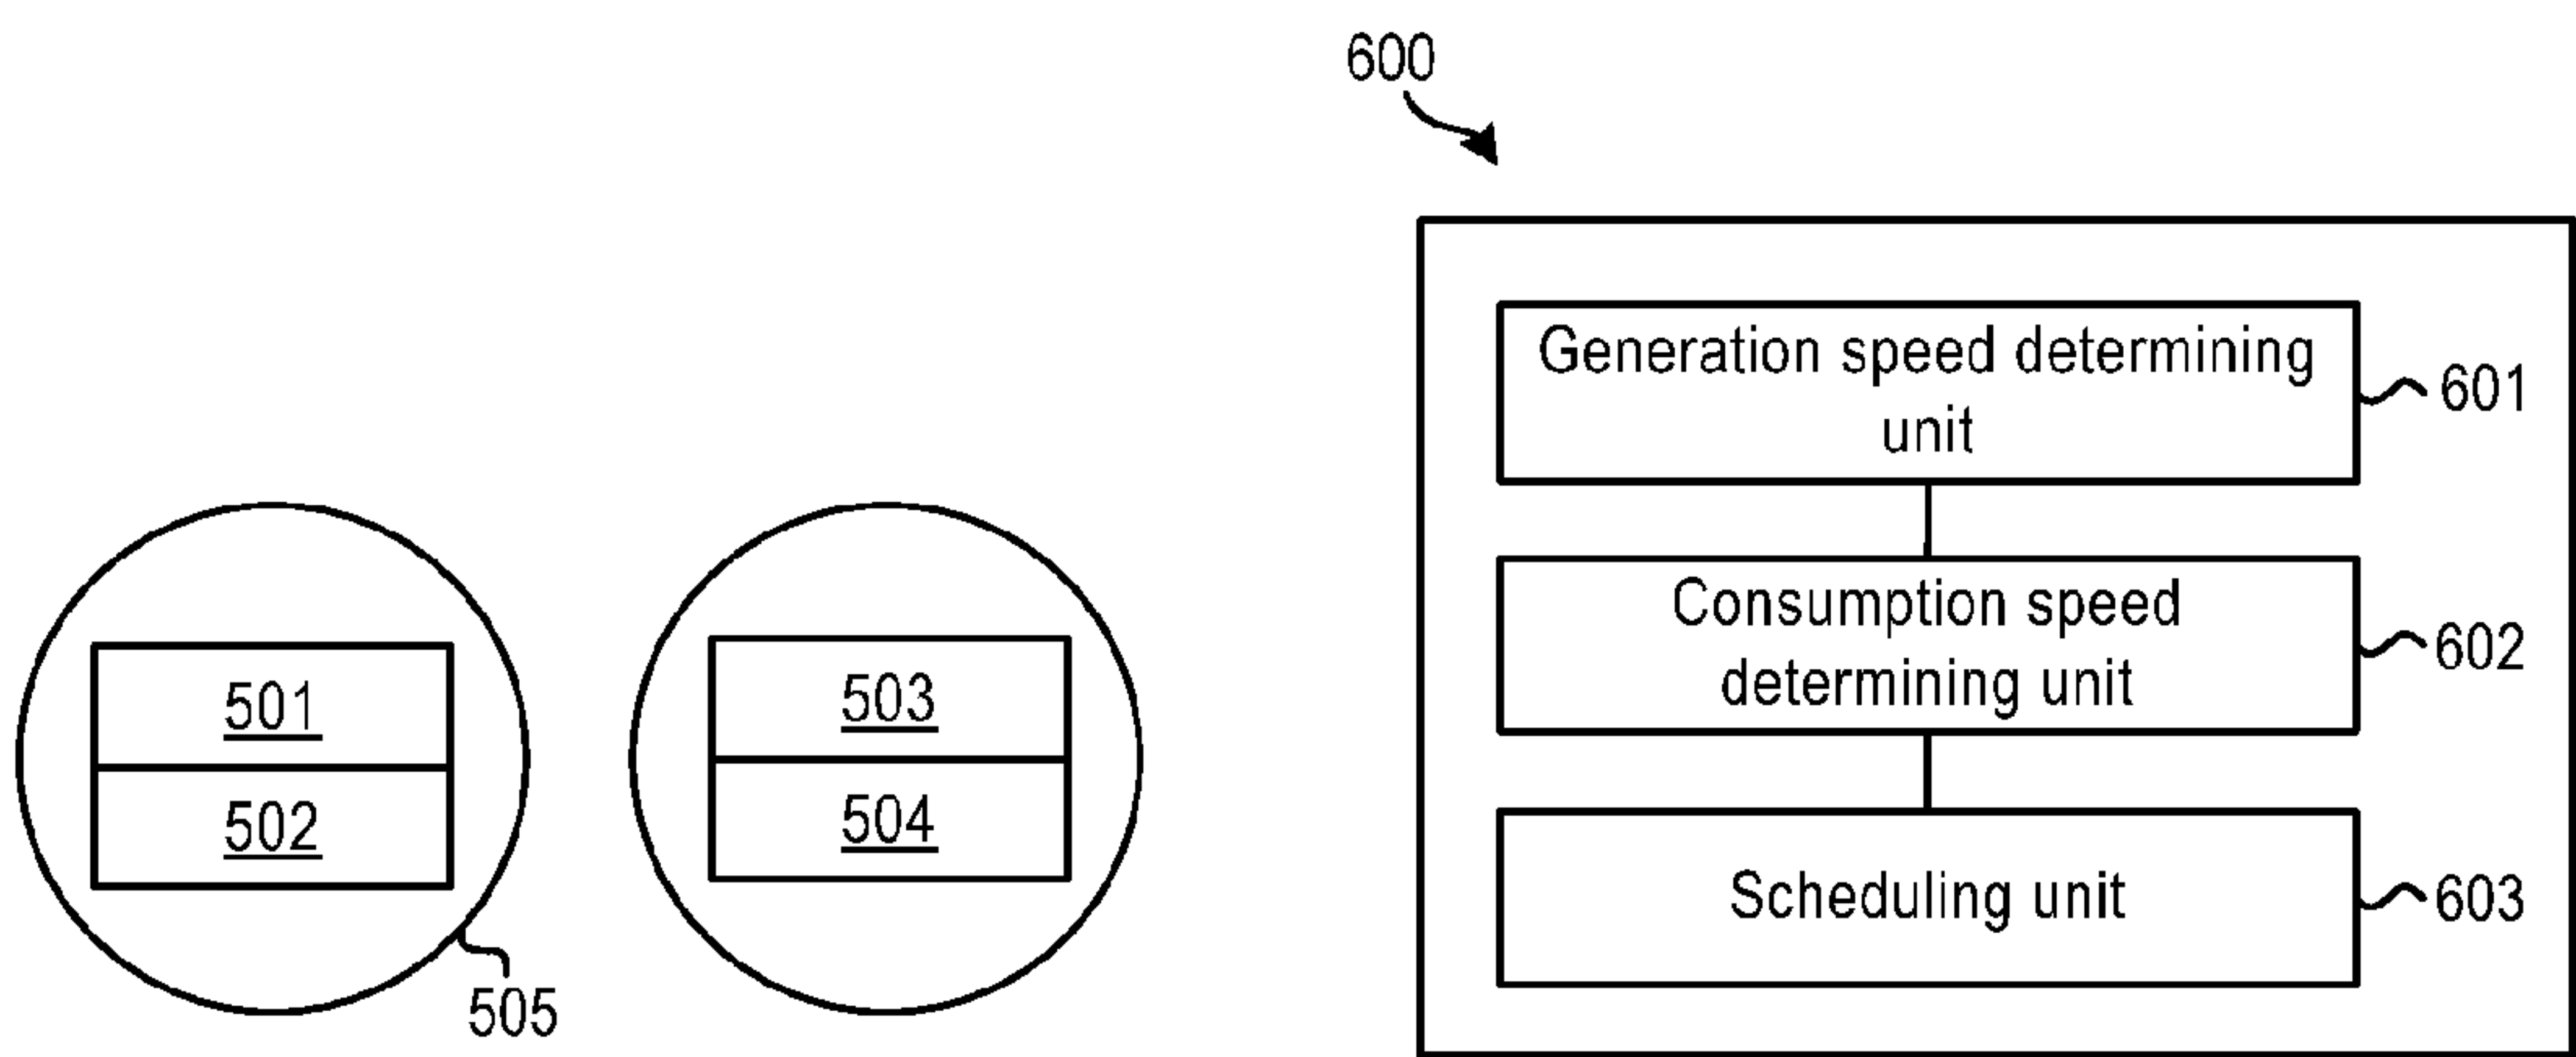 600
Generation speed determining
unit
601
Consumption speed
determining unit
602
Scheduling unit
603
501
502
503
504
505